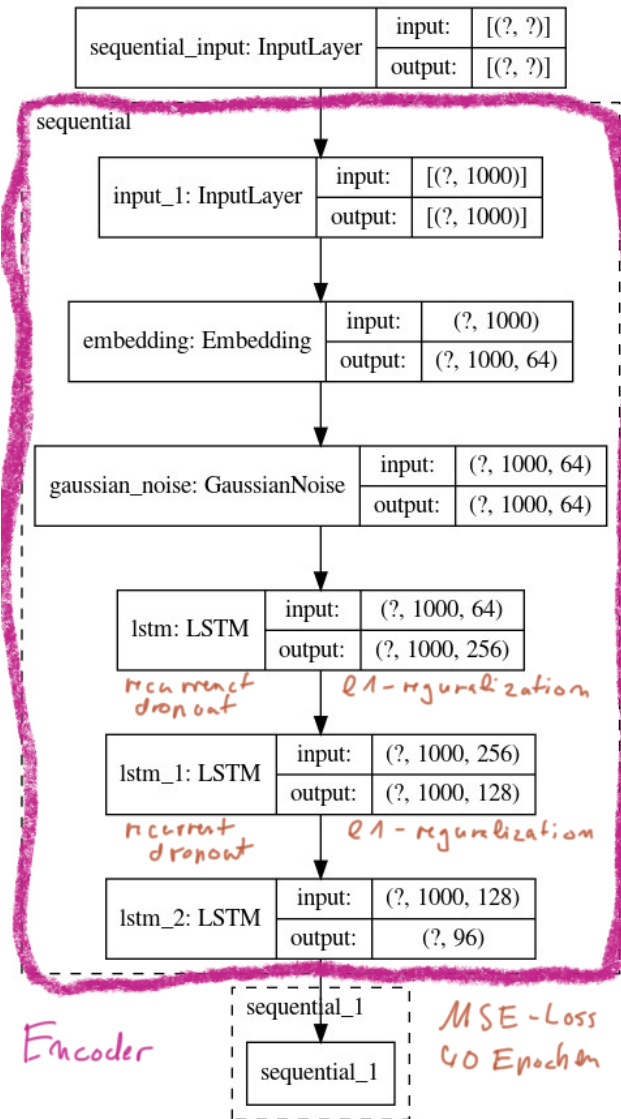 sequential_input: InputLayer
input: [(?, ?)]
output: [(?, ?)]
sequential
input_1: InputLayer
input: [(?, 1000)]
output: [(?, 1000)]
embedding: Embedding
input: (?, 1000)
output: (?, 1000, 64)
gaussian_noise: GaussianNoise
input: (?, 1000, 64)
output: (?, 1000, 64)
lstm: LSTM
input: (?, 1000, 64)
output: (?, 1000, 256)
recurrenct
dropout
l1-reguralization
lstm_1: LSTM
input: (?, 1000, 256)
output: (?, 1000, 128)
recurrent
dropout
l1-reguralization
lstm_2: LSTM
input: (?, 1000, 128)
output: (?, 96)
sequential_1
sequential_1
Encoder
MSE-Loss
40 Epochen